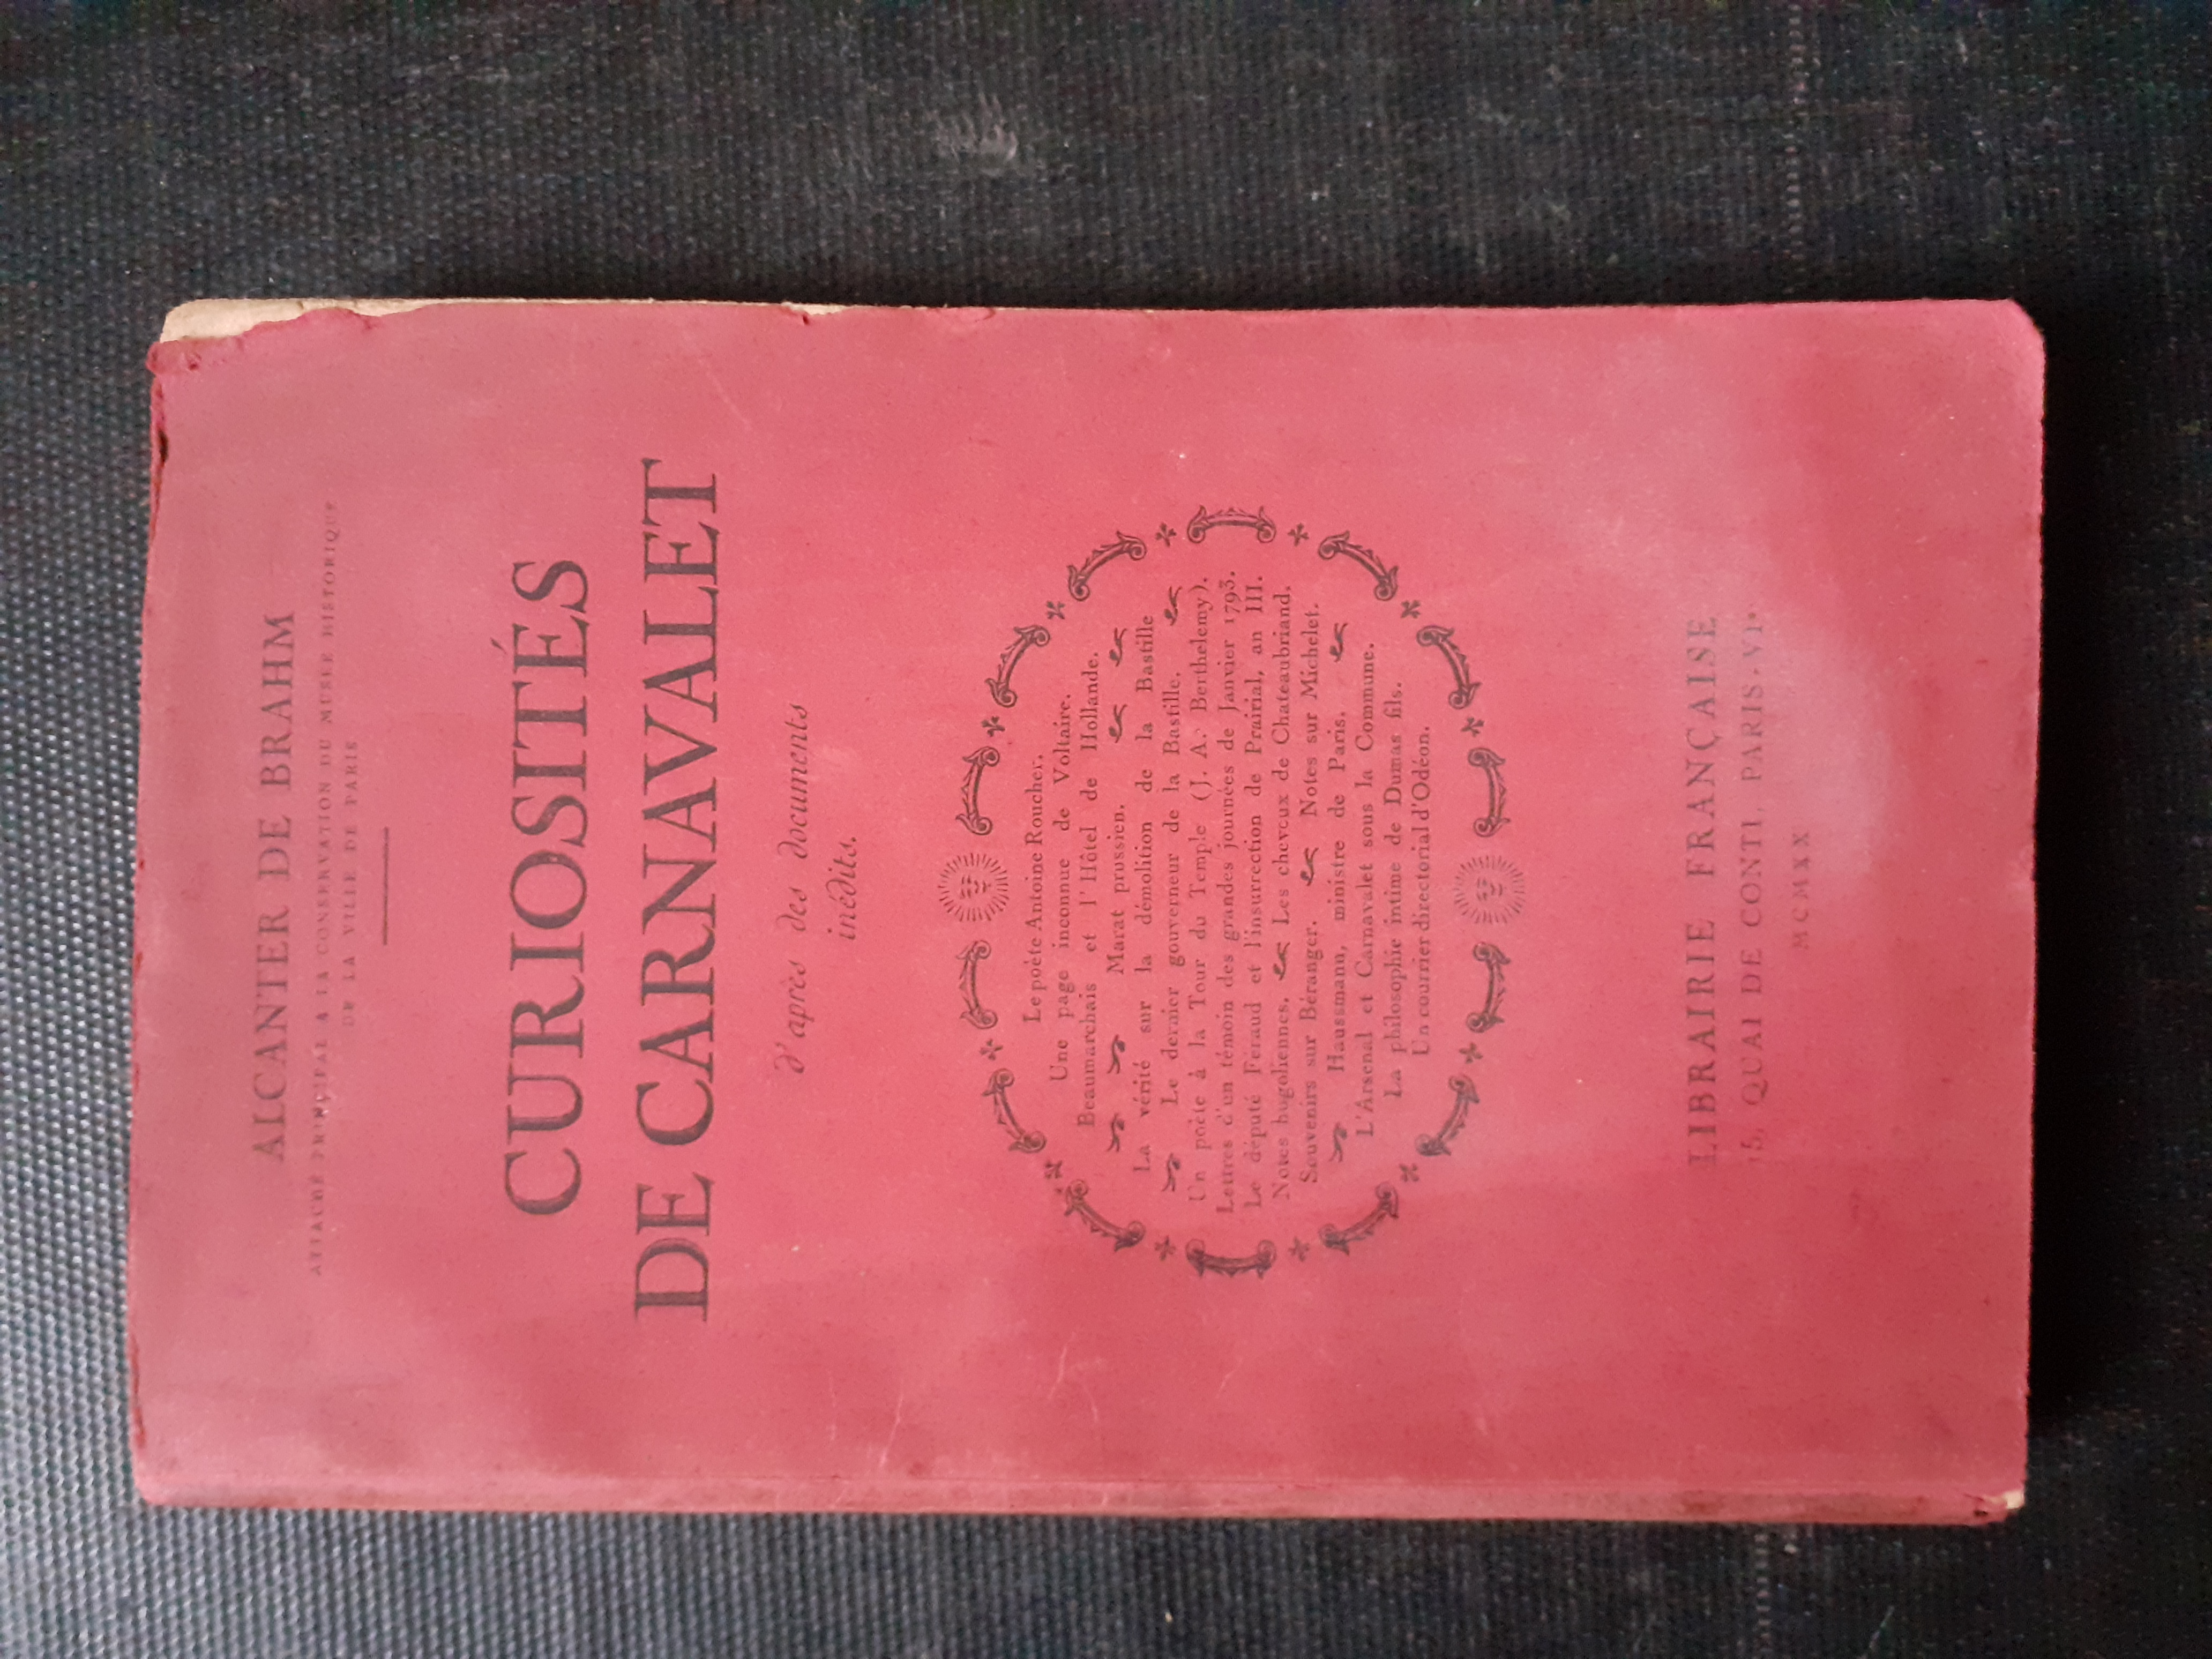 ALCANTER DE BRAHM
ATTACHÉ PRINCIPAL A LA CONSERVATION DU MUSÉE HISTORIQUE
DE LA VILLE DE PARIS
CURIOSITÉS
DE CARNAVALET
d'après des documents
inédits.
Le poète Antoine Roucher.
Une page inconnue de Voltaire.
Beaumarchais et l'Hôtel de Hollande.
Marat prussien.
La vérité sur la démolition de la Bastille
Le dernier gouverneur de la Bastille.
Un poète à la Tour du Temple (J. A. Berthelemy).
Lettres d'un témoin des grandes journées de Janvier 1793.
Le député Féraud et l'insurrection de Prairial, an III.
Notes hugoliennes. Les cheveux de Chateaubriand.
Souvenirs sur Béranger. Notes sur Michelet.
Haussmann, ministre de Paris.
L'Arsenal et Carnavalet sous la Commune.
La philosophie intime de Dumas fils.
Un courrier directorial d'Odéon.
LIBRAIRIE FRANÇAISE
15, QUAI DE CONTI, PARIS-VIe
MCMXX